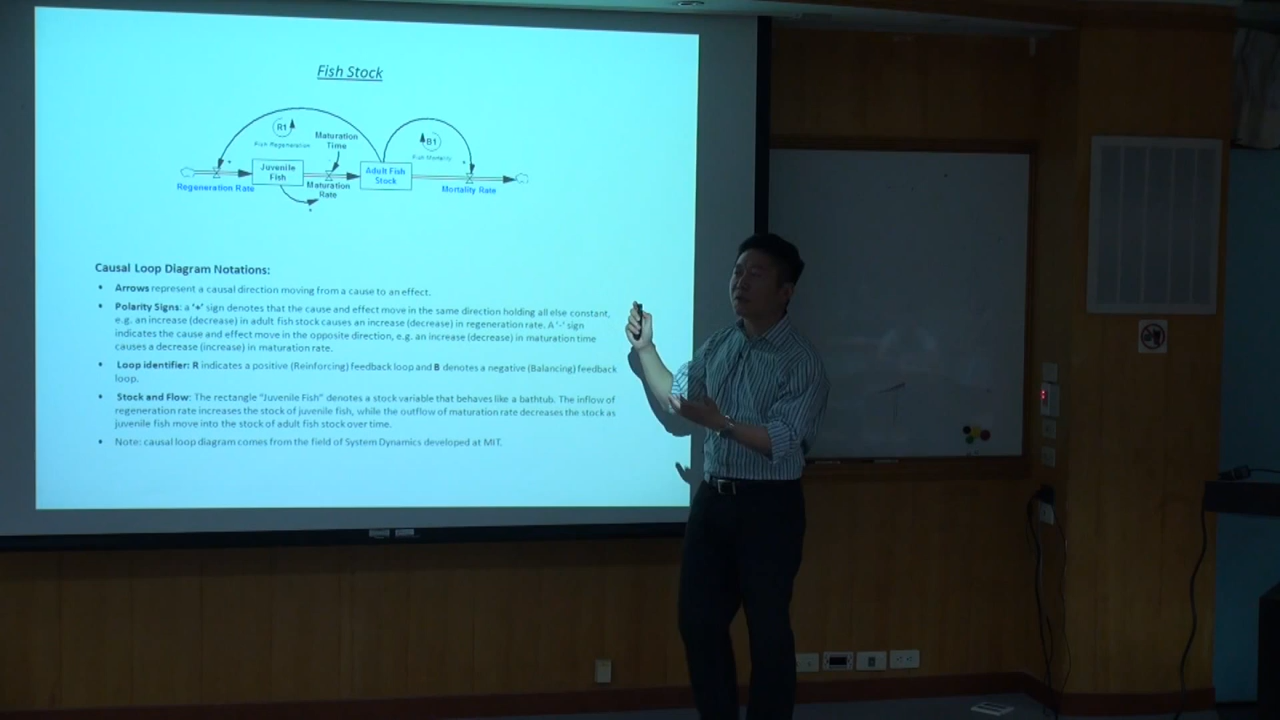 Fish Stock
R1
Fish Regeneration
Maturation
Time
B1
Fish Mortality
Juvenile
Fish
Adult Fish
Stock
Regeneration Rate
Maturation
Rate
Mortality Rate
Causal Loop Diagram Notations:
• Arrows represent a causal direction moving from a cause to an effect.
• Polarity Signs: a '+' sign denotes that the cause and effect move in the same direction holding all else constant,
e.g. an increase (decrease) in adult fish stock causes an increase (decrease) in regeneration rate. A '-' sign
indicates the cause and effect move in the opposite direction, e.g. an increase (decrease) in maturation time
causes a decrease (increase) in maturation rate.
• Loop identifier: R indicates a positive (Reinforcing) feedback loop and B denotes a negative (Balancing) feedback
loop.
• Stock and Flow: The rectangle "Juvenile Fish" denotes a stock variable that behaves like a bathtub. The inflow of
regeneration rate increases the stock of juvenile fish, while the outflow of maturation rate decreases the stock as
juvenile fish move into the stock of adult fish stock over time.
• Note: causal loop diagram comes from the field of System Dynamics developed at MIT.